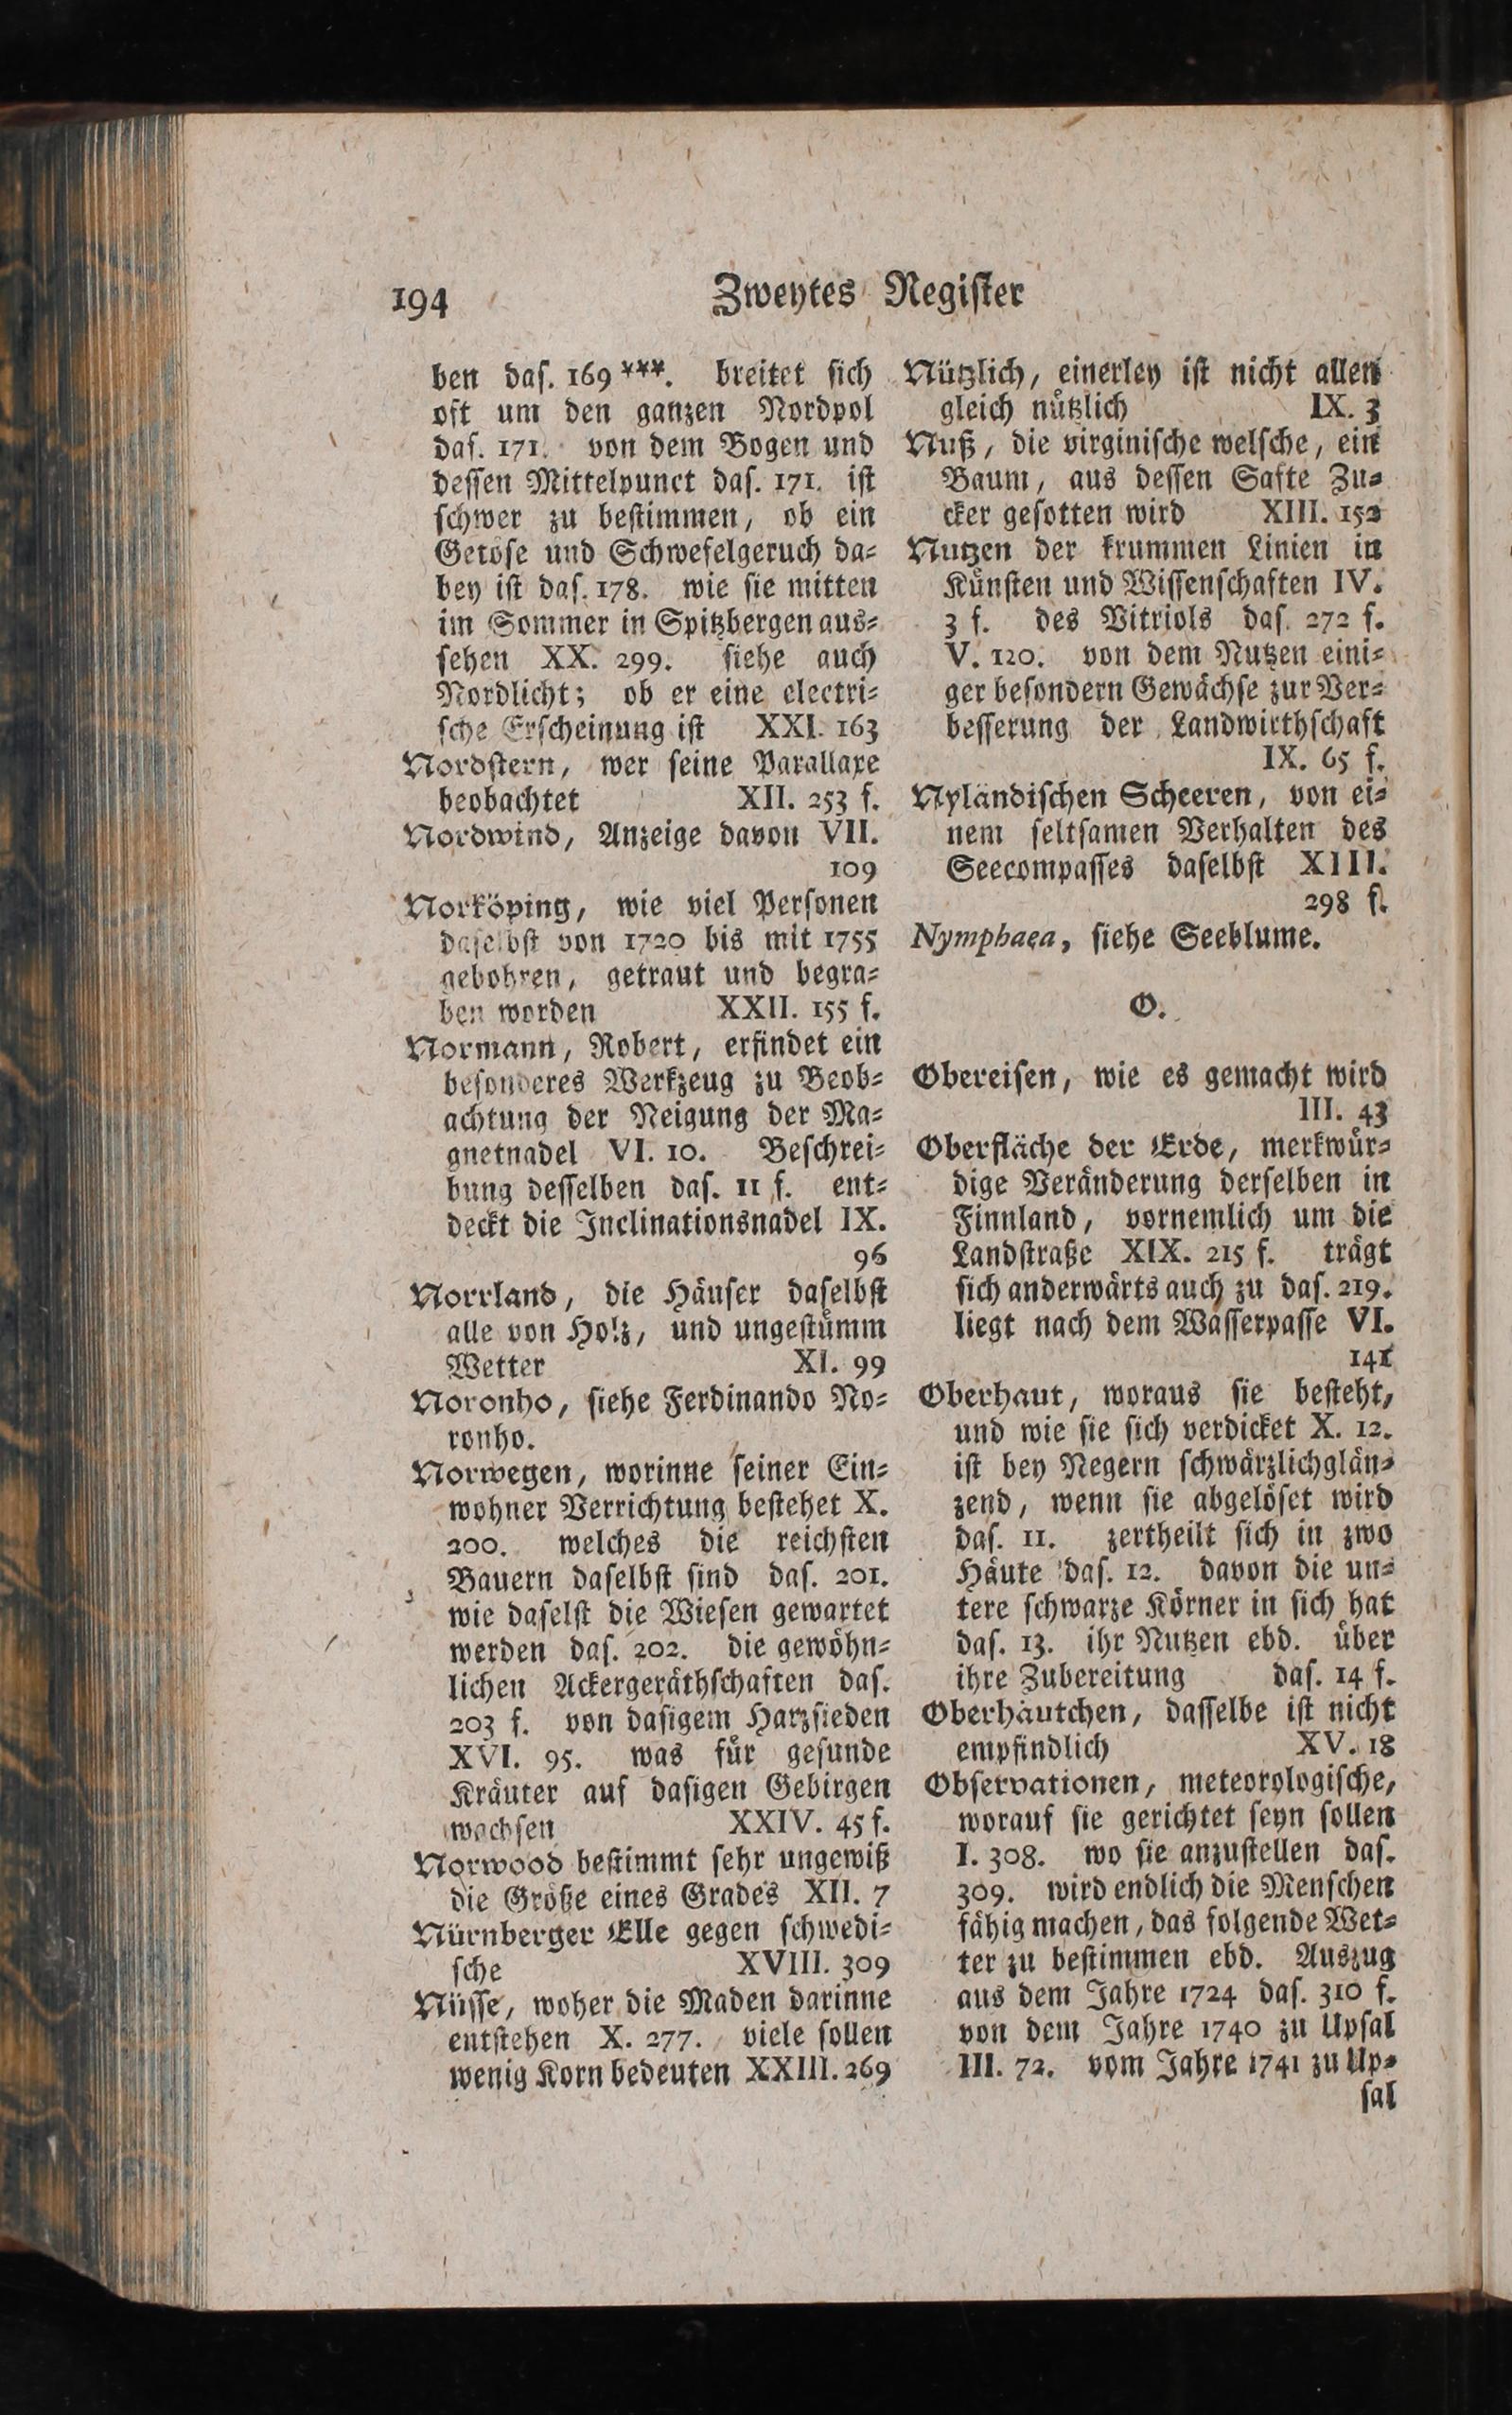 194 Zweytes Regiſter
ben daſ. 169 ***. breitet ſich
oft um den ganzen Nordpol
daſ. 171. von dem Bogen und
deſſen Mittelpunct daſ. 171. iſt
ſchwer zu beſtimmen, ob ein
Getöſe und Schwefelgeruch da⸗
bey iſt daſ. 178. wie ſie mitten
im Sommer in Spitzbergen aus⸗
ſehen XX. 299. ſiehe auch
Nordlicht; ob er eine electri⸗
ſche Erſcheinung iſt XXI. 163
Nordſtern, wer ſeine Parallaxe
beobachtet XII. 253 f.
Nordwind, Anzeige davon VII.
109
Norköping, wie viel Perſonen
daſelbſt von 1720 bis mit 1755
gebohren, getraut und begra⸗
ben worden XXII. 155 f.
Normann, Robert, erfindet ein
beſonderes Werkzeug zu Beob⸗
achtung der Neigung der Ma⸗
gnetnadel VI. 10. Beſchrei⸗
bung deſſelben daſ. 11 f. ent⸗
deckt die Inclinationsnadel IX.
96
Norrland, die Häuſer daſelbſt
alle von Holz, und ungeſtümm
Wetter XI. 99
Noronho, ſiehe Ferdinando No⸗
ronho.
Norwegen, worinne ſeiner Ein⸗
wohner Verrichtung beſtehet X.
200. welches die reichſten
Bauern daſelbſt ſind daſ. 201.
wie daſelſt die Wieſen gewartet
werden daſ. 202. die gewöhn⸗
lichen Ackergeräthſchaften daſ.
203 f. von daſigem Harzſieden
XVI. 95. was für geſunde
Kräuter auf daſigen Gebirgen
wachſen XXIV. 45 f.
Norwood beſtimmt ſehr ungewiß
die Größe eines Grades XII. 7
Nürnberger Elle gegen ſchwedi⸗
ſche XVIII. 309
Nüſſe, woher die Maden darinne
entſtehen X. 277. viele ſollen
wenig Korn bedeuten XXIII. 269
Nützlich, einerley iſt nicht allen
gleich nützlich IX. 3
Nuß, die virginiſche welſche, ein
Baum, aus deſſen Safte Zu⸗
cker geſotten wird XIII. 152
Nutzen der krummen Linien in
Künſten und Wiſſenſchaften IV.
3 f. des Vitriols daſ. 272 f.
V. 120. von dem Nutzen eini⸗
ger beſondern Gewächſe zur Ver⸗
beſſerung der Landwirthſchaft
IX. 65 f.
Nyländiſchen Scheeren, von ei⸗
nem ſeltſamen Verhalten des
Seecompaſſes daſelbſt XIII.
298 f.
Nymphaea, ſiehe Seeblume.
O.
Obereiſen, wie es gemacht wird
III. 43
Oberfläche der Erde, merkwür⸗
dige Veränderung derſelben in
Finnland, vornemlich um die
Landſtraße XIX. 215 f. trägt
ſich anderwärts auch zu daſ. 219.
liegt nach dem Waſſerpaſſe VI.
141
Oberhaut, woraus ſie beſteht,
und wie ſie ſich verdicket X. 12.
iſt bey Negern ſchwärzlichglän⸗
zend, wenn ſie abgelöſet wird
daſ. 11. zertheilt ſich in zwo
Häute daſ. 12. davon die un⸗
tere ſchwarze Körner in ſich hat
daſ. 13. ihr Nutzen ebd. über
ihre Zubereitung daſ. 14 f.
Oberhäutchen, daſſelbe iſt nicht
empfindlich XV. 18
Obſervationen, meteorologiſche,
worauf ſie gerichtet ſeyn ſollen
I. 308. wo ſie anzuſtellen daſ.
309. wird endlich die Menſchen
fähig machen, das folgende Wet⸗
ter zu beſtimmen ebd. Auszug
aus dem Jahre 1724 daſ. 310 f.
von dem Jahre 1740 zu Upſal
III. 72. vom Jahre 1741 zu Up⸗
ſal